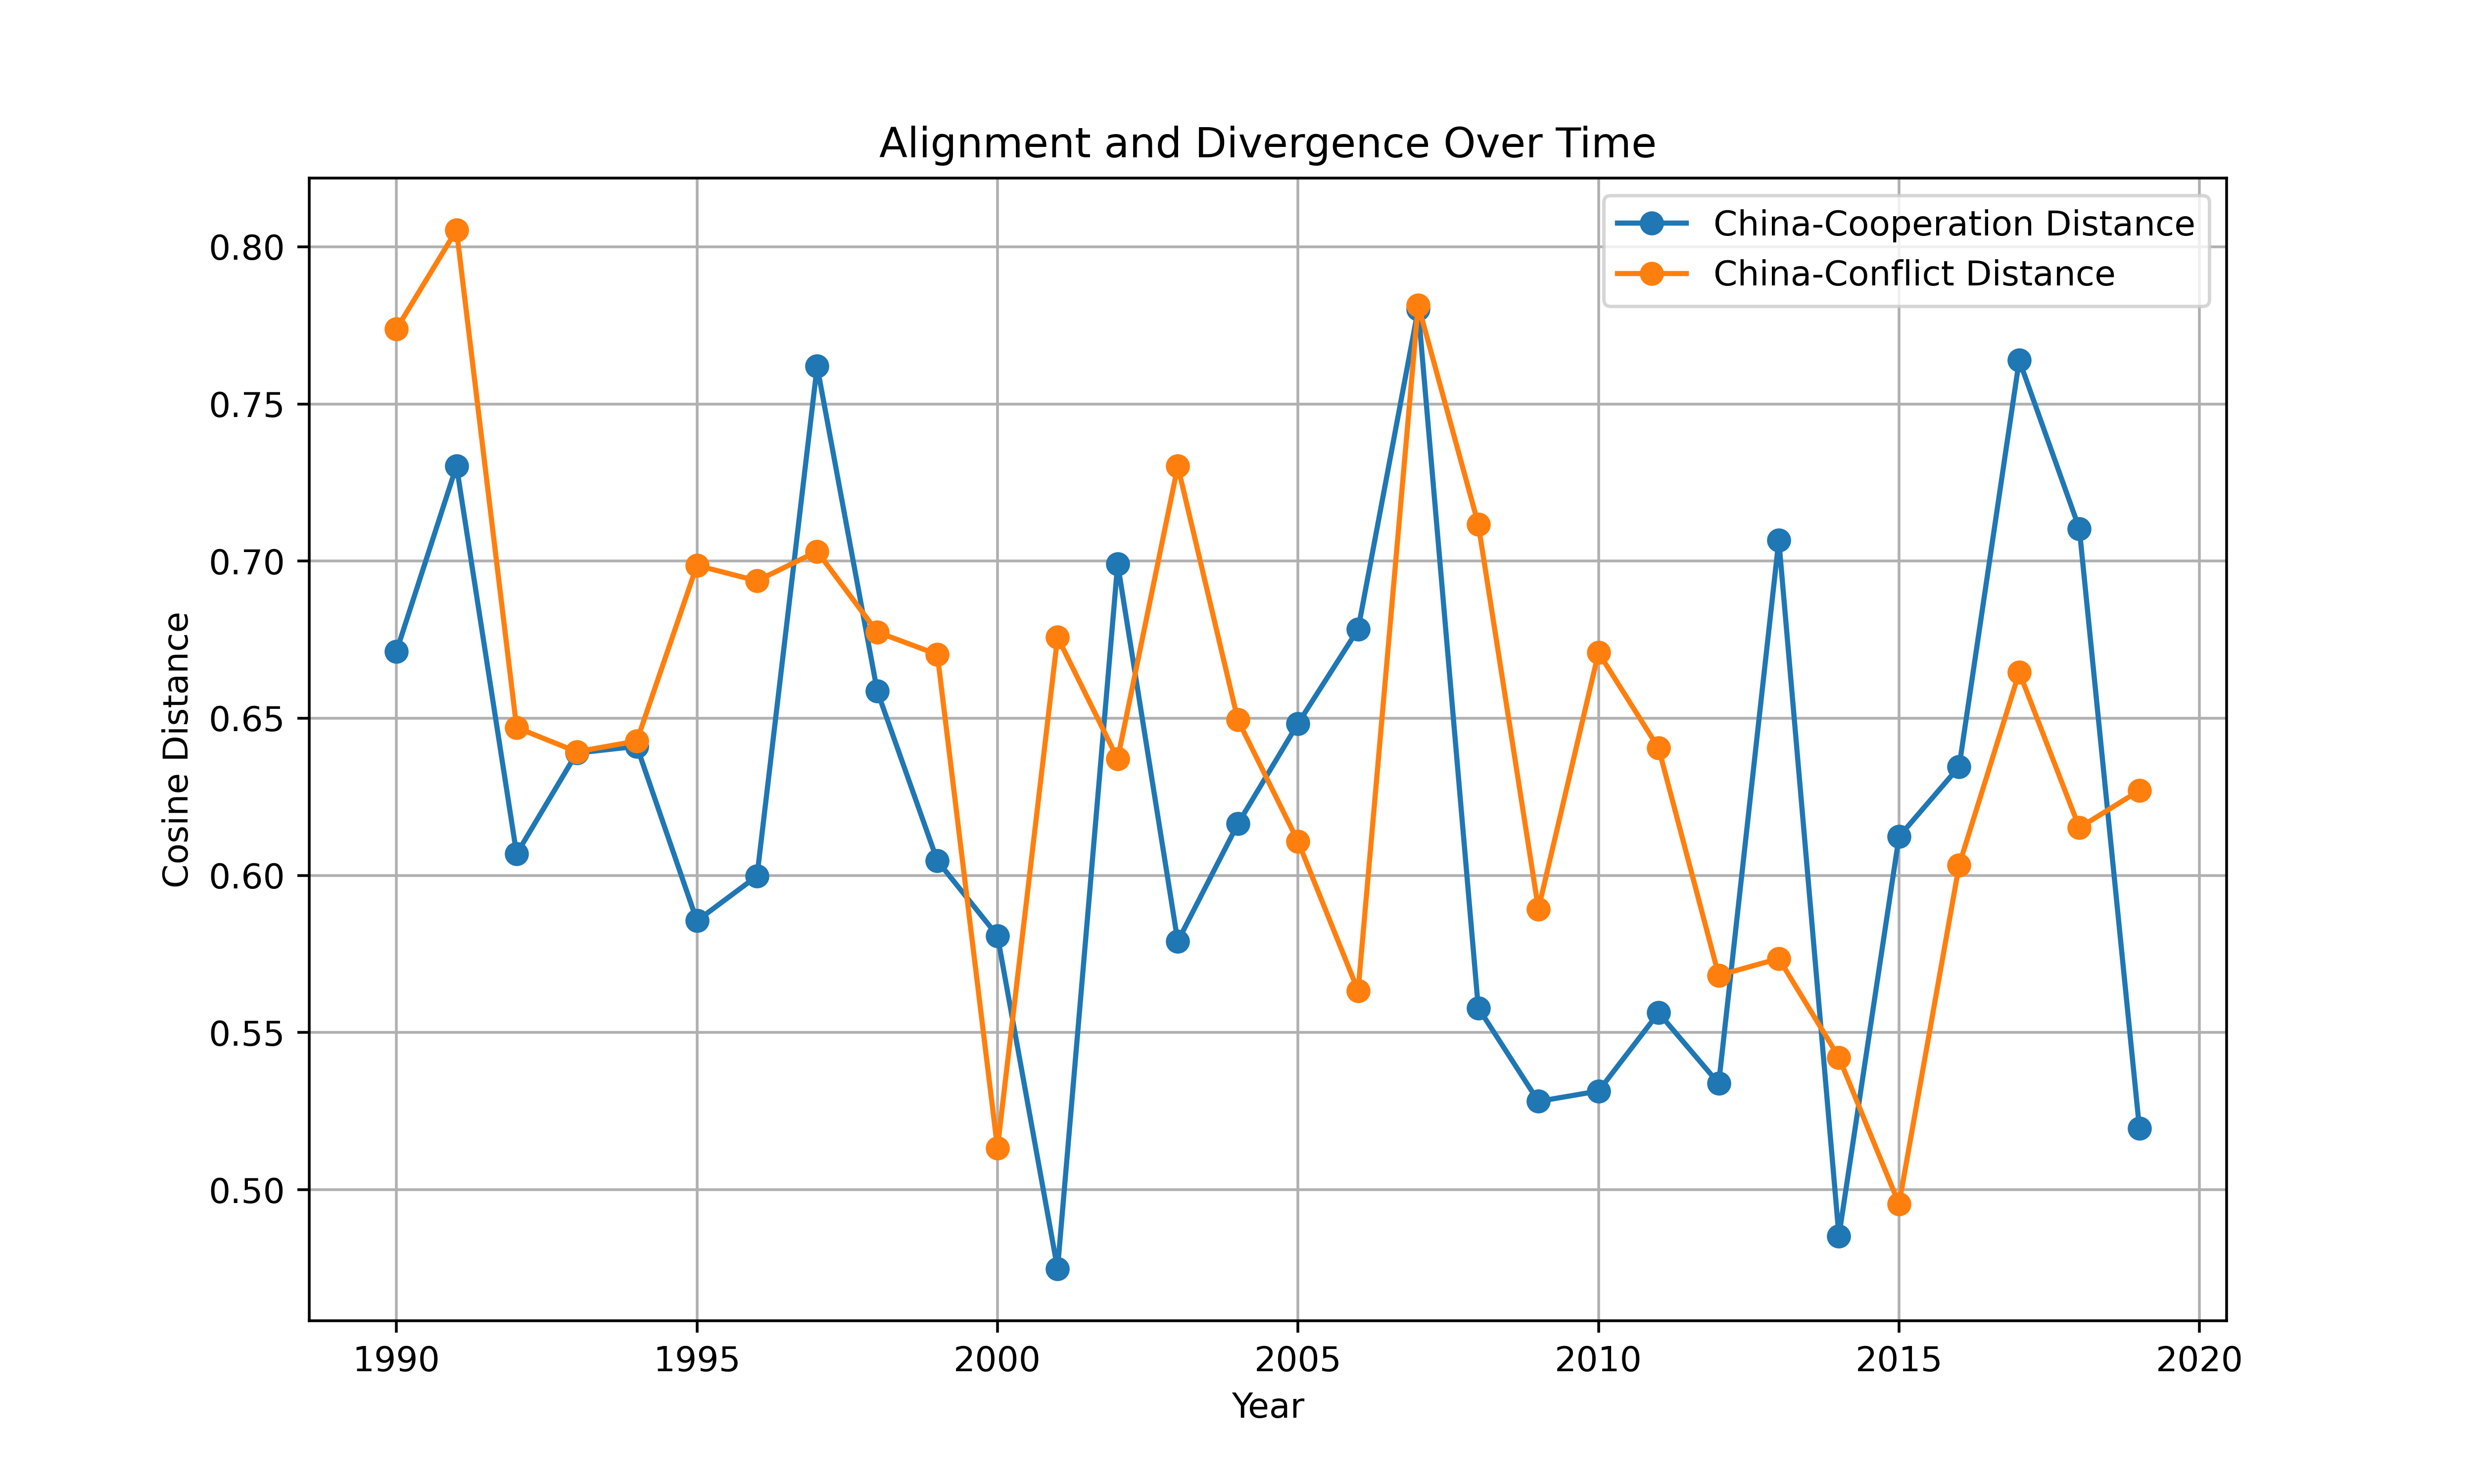 Alignment and Divergence Over Time
China-Cooperation Distance
China-Conflict Distance
Cosine Distance
0.80
0.75
0.70
0.65
0.60
0.55
0.50
1990 1995 2000 2005 2010 2015 2020
Year